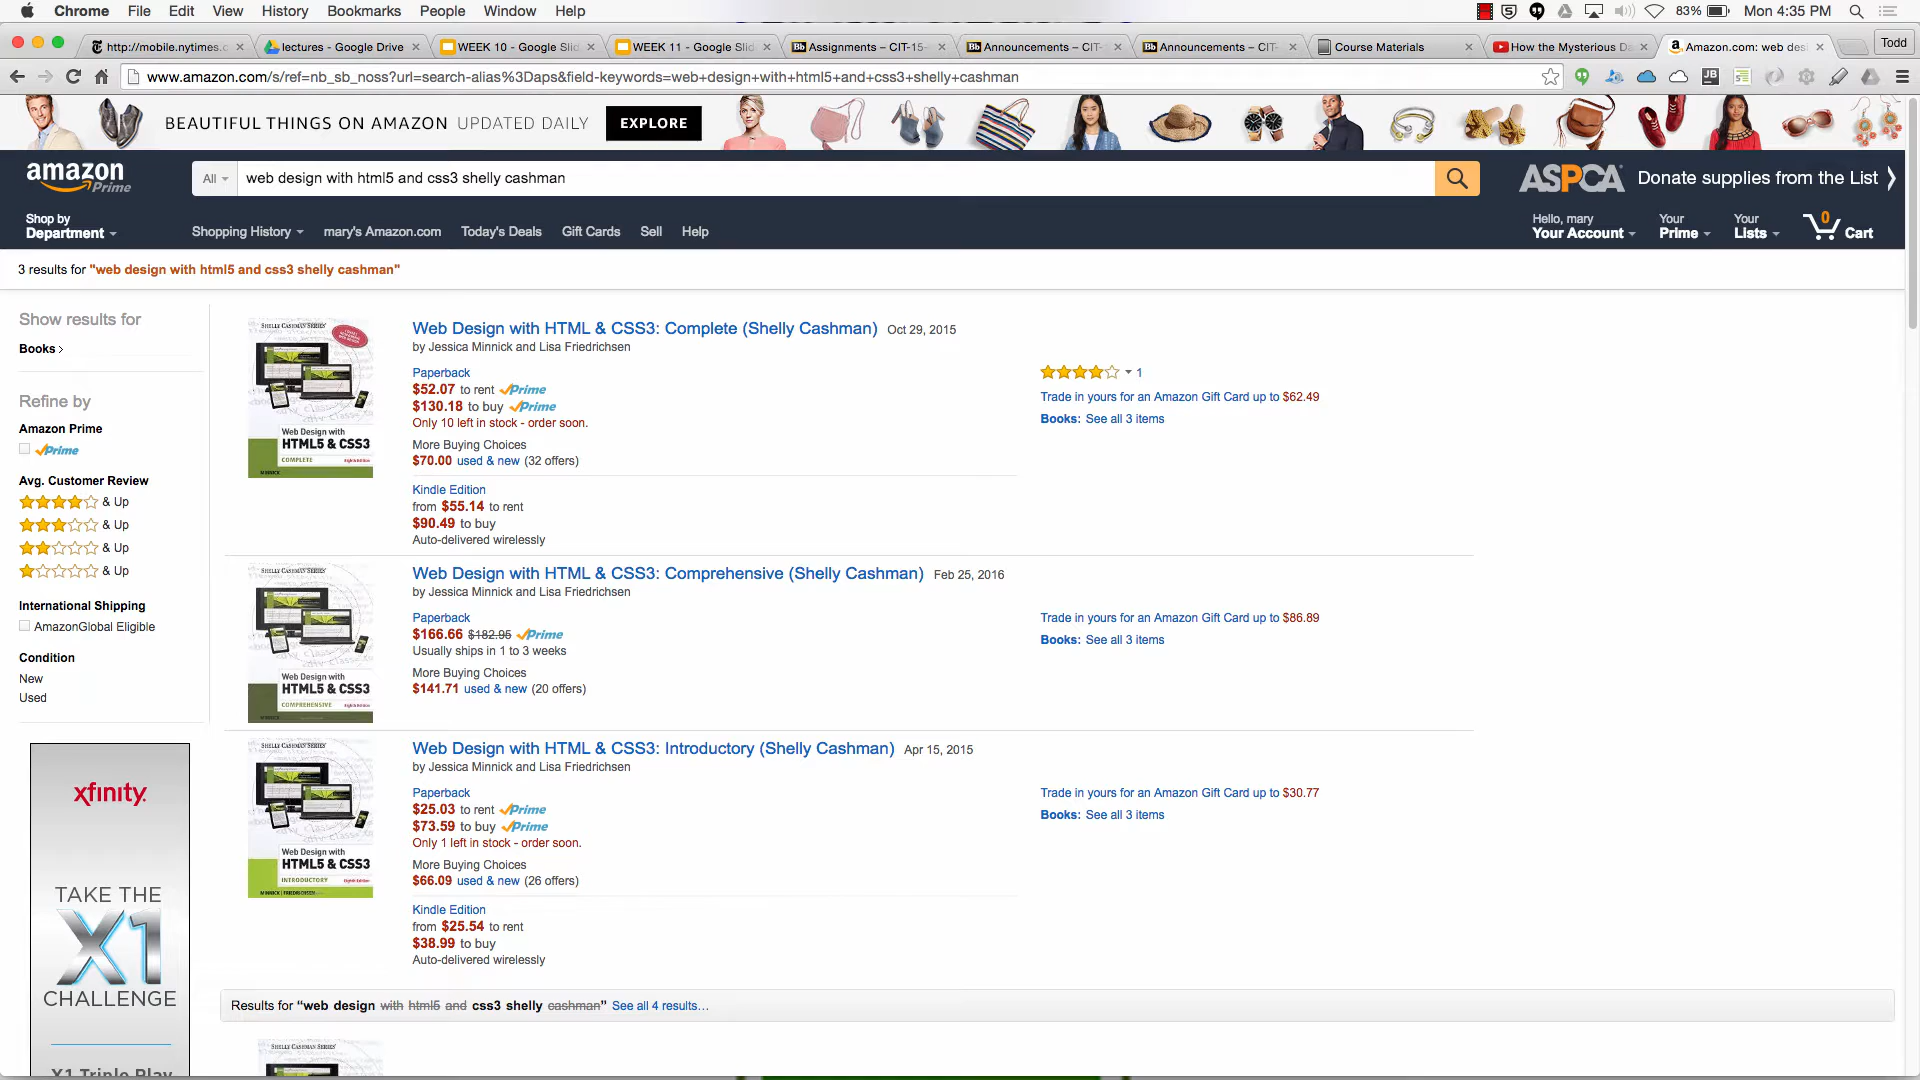 Chrome File Edit View History Bookmarks People Window Help 83% Mon 4:35 PM
http://mobile.nytimes.c lectures - Google Drive WEEK 10 - Google Slid WEEK 11 - Google Slid Assignments – CIT-15- Announcements – CIT- Announcements – CIT- Course Materials How the Mysterious Da Amazon.com: web des Todd
www.amazon.com/s/ref=nb_sb_noss?url=search-alias%3Daps&field-keywords=web+design+with+html5+and+css3+shelly+cashman
BEAUTIFUL THINGS ON AMAZON UPDATED DAILY EXPLORE
amazon Prime
All web design with html5 and css3 shelly cashman
ASPCA Donate supplies from the List
Shop by
Department
Shopping History mary's Amazon.com Today's Deals Gift Cards Sell Help
Hello, mary
Your Account
Your
Prime
Your
Lists
0
Cart
3 results for "web design with html5 and css3 shelly cashman"
Show results for
Books
Refine by
Amazon Prime
Prime
Avg. Customer Review
& Up
& Up
& Up
& Up
International Shipping
AmazonGlobal Eligible
Condition
New
Used
xfinity
TAKE THE
X1
CHALLENGE
X1 Triple Play
SHELLY CASHMAN SERIES
Web Design with
HTML5 & CSS3
COMPLETE Eighth Edition
MINNICK
Web Design with HTML & CSS3: Complete (Shelly Cashman) Oct 29, 2015
by Jessica Minnick and Lisa Friedrichsen
Paperback
$52.07 to rent Prime
$130.18 to buy Prime
Only 10 left in stock - order soon.
More Buying Choices
$70.00 used & new (32 offers)
Kindle Edition
from $55.14 to rent
$90.49 to buy
Auto-delivered wirelessly
1
Trade in yours for an Amazon Gift Card up to $62.49
Books: See all 3 items
SHELLY CASHMAN SERIES
Web Design with
HTML5 & CSS3
COMPREHENSIVE Eighth Edition
MINNICK
Web Design with HTML & CSS3: Comprehensive (Shelly Cashman) Feb 25, 2016
by Jessica Minnick and Lisa Friedrichsen
Paperback
$166.66 $182.95 Prime
Usually ships in 1 to 3 weeks
More Buying Choices
$141.71 used & new (20 offers)
Trade in yours for an Amazon Gift Card up to $86.89
Books: See all 3 items
SHELLY CASHMAN SERIES
Web Design with
HTML5 & CSS3
INTRODUCTORY Eighth Edition
MINNICK | FRIEDRICHSEN
Web Design with HTML & CSS3: Introductory (Shelly Cashman) Apr 15, 2015
by Jessica Minnick and Lisa Friedrichsen
Paperback
$25.03 to rent Prime
$73.59 to buy Prime
Only 1 left in stock - order soon.
More Buying Choices
$66.09 used & new (26 offers)
Kindle Edition
from $25.54 to rent
$38.99 to buy
Auto-delivered wirelessly
Trade in yours for an Amazon Gift Card up to $30.77
Books: See all 3 items
Results for “web design with html5 and css3 shelly cashman” See all 4 results...
SHELLY CASHMAN SERIES